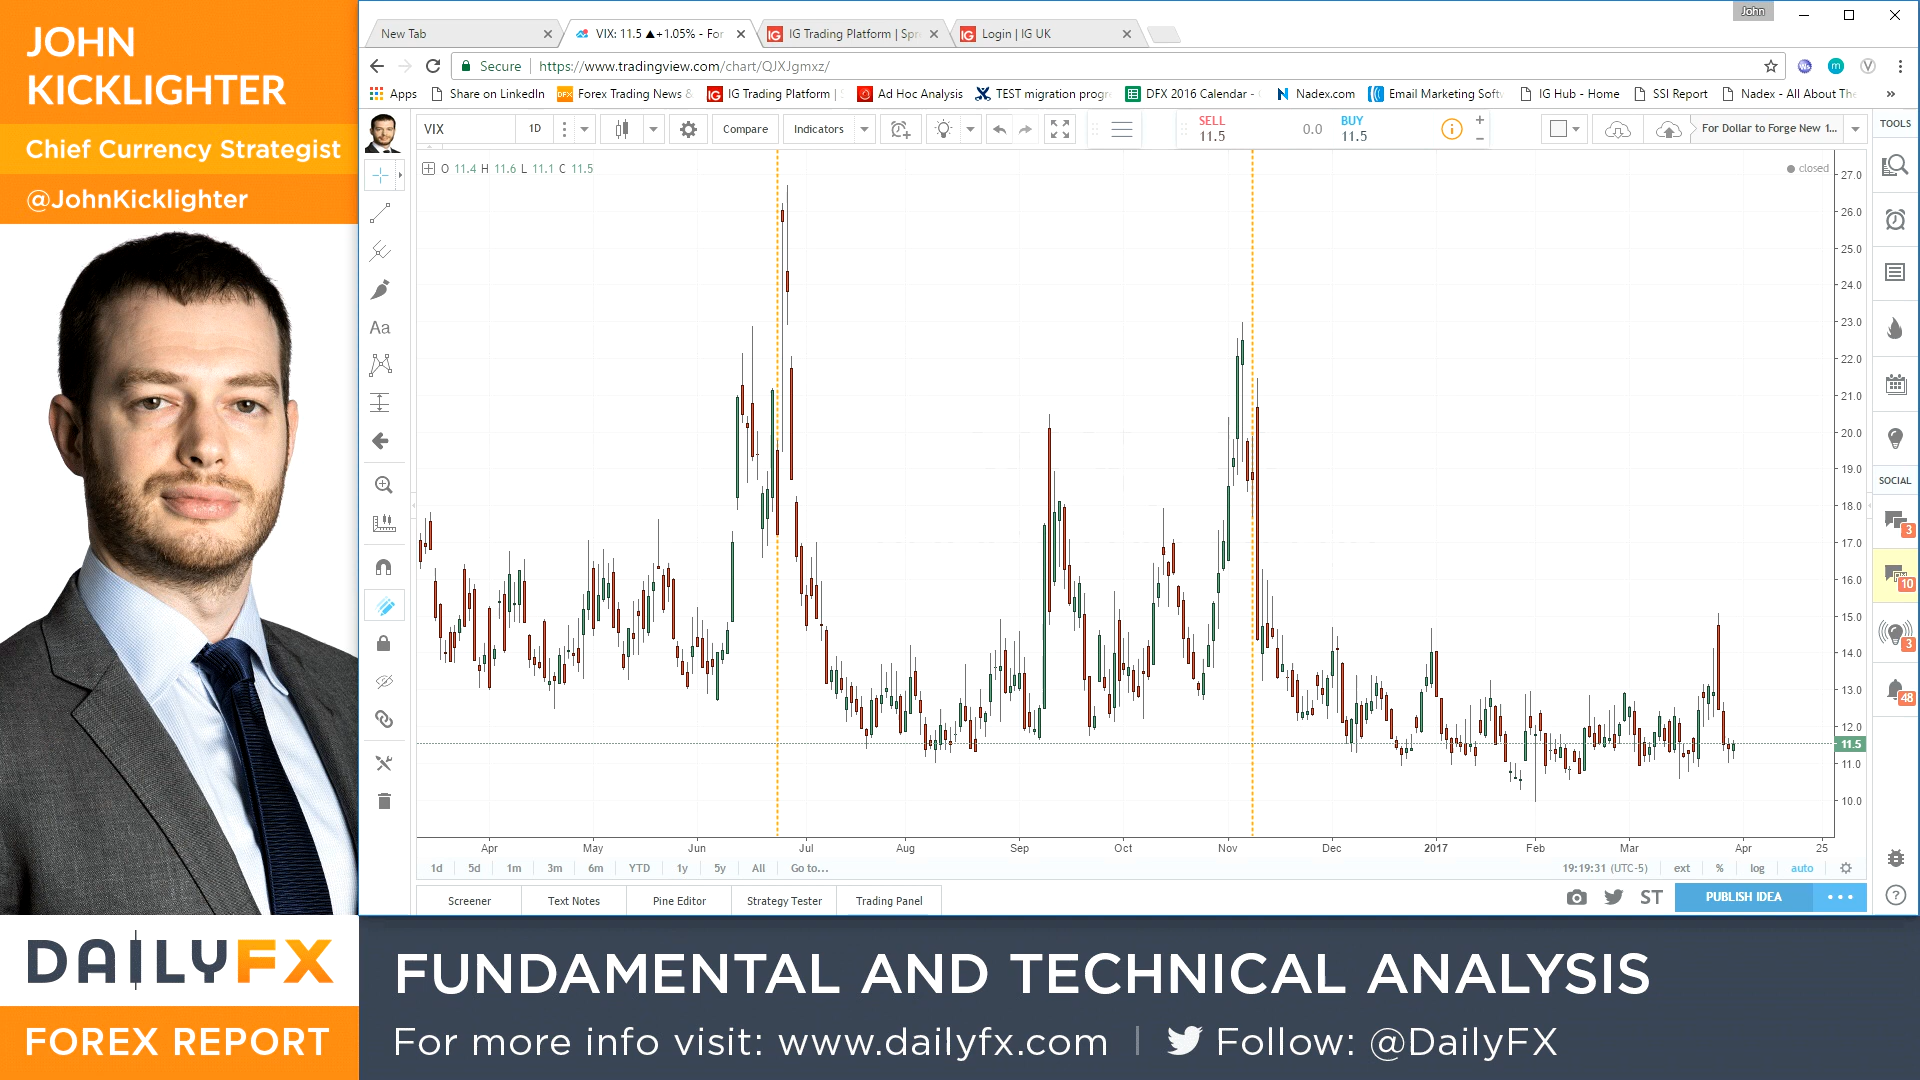 JOHN
KICKLIGHTER
Chief Currency Strategist
@JohnKicklighter
DAILYFX
FOREX REPORT
John
New Tab
VIX: 11.5 ▲+1.05% - For
IG Trading Platform | Spr
Login | IG UK
Secure | https://www.tradingview.com/chart/QJXJgmxz/
Apps
Share on LinkedIn
Forex Trading News &
IG Trading Platform |
Ad Hoc Analysis
TEST migration progr
DFX 2016 Calendar -
Nadex.com
Email Marketing Soft
IG Hub - Home
SSI Report
Nadex - All About The
»
VIX
1D
Compare
Indicators
SELL
11.5
0.0
BUY
11.5
For Dollar to Forge New 1...
TOOLS
O 11.4 H 11.6 L 11.1 C 11.5
closed
Aa
27.0
26.0
25.0
24.0
23.0
22.0
21.0
20.0
19.0
18.0
17.0
16.0
15.0
14.0
13.0
12.0
11.5
11.0
10.0
SOCIAL
3
10
3
48
Apr
May
Jun
Jul
Aug
Sep
Oct
Nov
Dec
2017
Feb
Mar
Apr
25
1d
5d
1m
3m
6m
YTD
1y
5y
All
Go to...
19:19:31 (UTC-5)
ext
%
log
auto
Screener
Text Notes
Pine Editor
Strategy Tester
Trading Panel
ST
PUBLISH IDEA
FUNDAMENTAL AND TECHNICAL ANALYSIS
For more info visit: www.dailyfx.com | Follow: @DailyFX